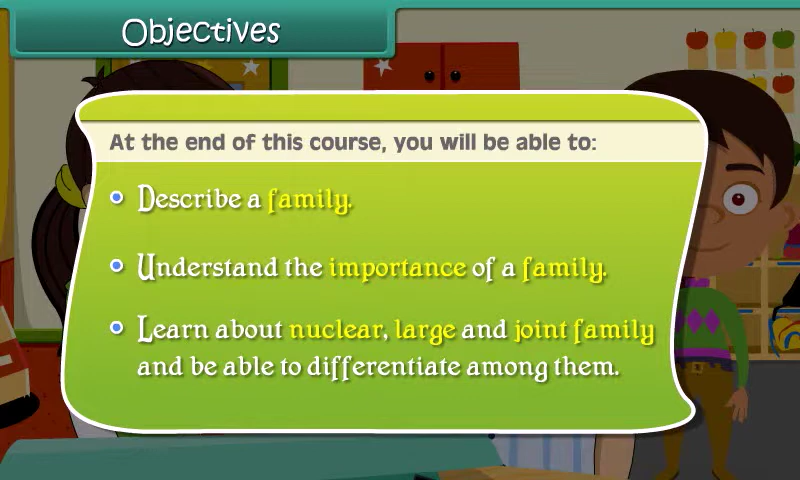 Objectives
At the end of this course, you will be able to:
Describe a family.
Understand the importance of a family.
Learn about nuclear, large and joint family
and be able to differentiate among them.